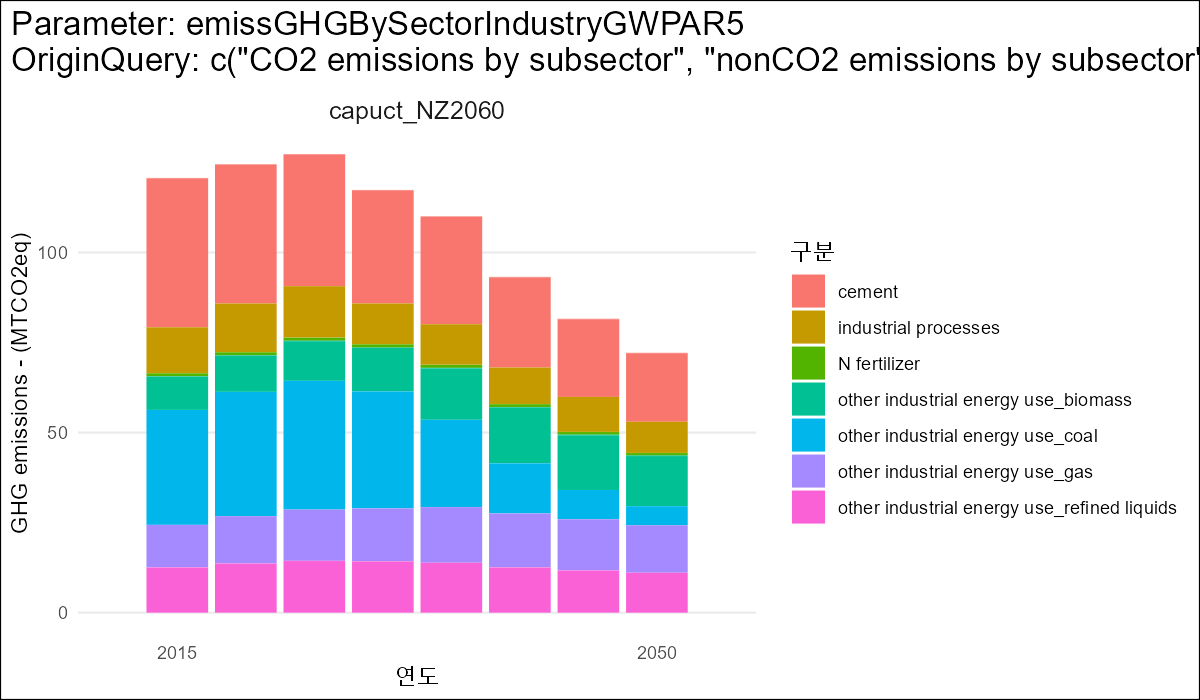 Parameter: emissGHGBySectorIndustryGWPAR5
OriginQuery: c("CO2 emissions by subsector", "nonCO2 emissions by subsector"
capuct_NZ2060
GHG emissions - (MTCO2eq)
100
50
0
2015
2050
연도
구분
cement
industrial processes
N fertilizer
other industrial energy use_biomass
other industrial energy use_coal
other industrial energy use_gas
other industrial energy use_refined liquids